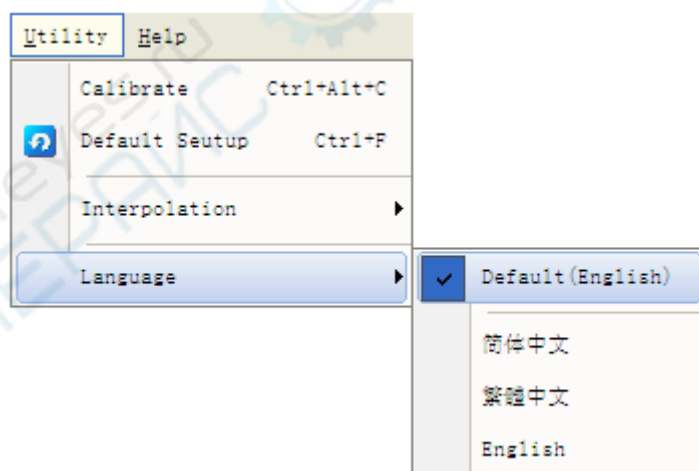 Utility Help
Calibrate Ctrl+Alt+C
Default Seutup Ctrl+F
Interpolation
Language
Default(English)
简体中文
繁體中文
English